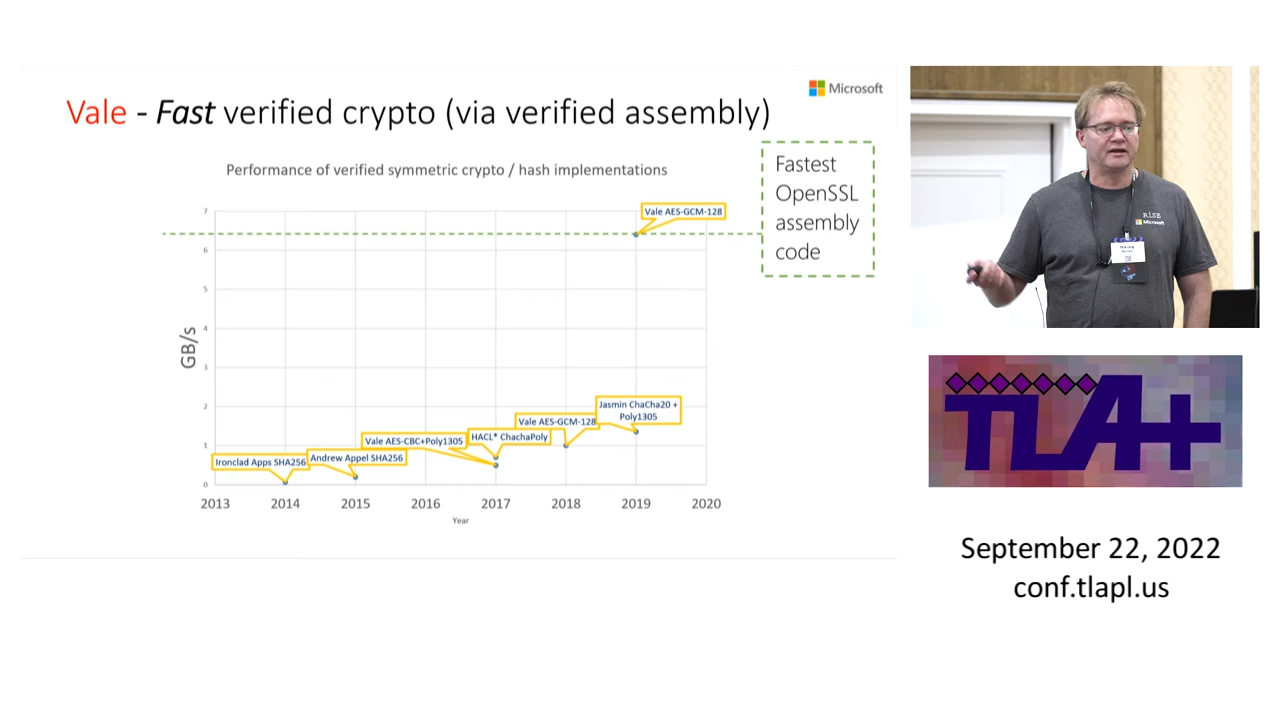 Microsoft
Vale - Fast verified crypto (via verified assembly)
Performance of verified symmetric crypto / hash implementations
Fastest
OpenSSL
assembly
code
7
6
5
4
3
2
1
0
GB/s
Vale AES-GCM-128
Jasmin ChaCha20 +
Poly1305
Vale AES-GCM-128
HACL* ChachaPoly
Vale AES-CBC+Poly1305
Andrew Appel SHA256
Ironclad Apps SHA256
2013 2014 2015 2016 2017 2018 2019 2020
Year
RiSE
Microsoft
TLA+
September 22, 2022
conf.tlapl.us